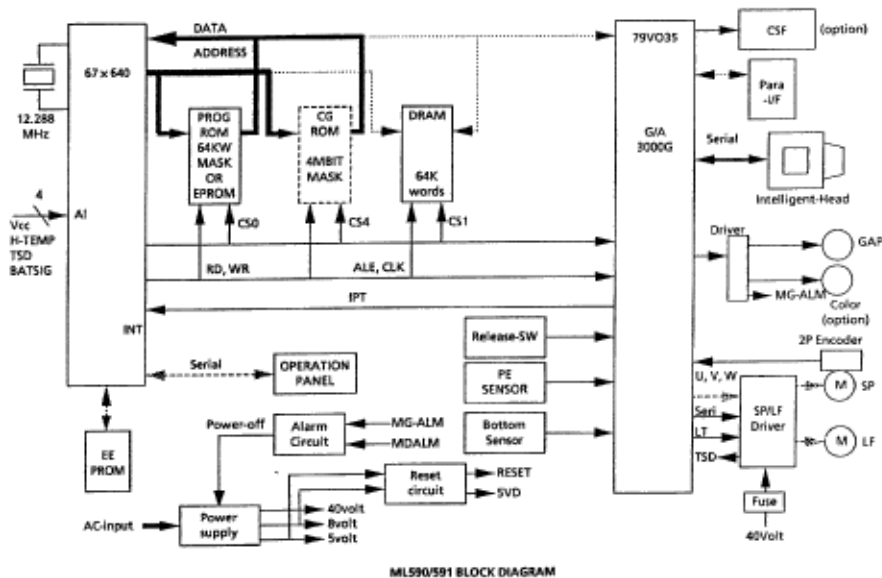 DATA
ADDRESS
67 x 640
12.288
MHz
PROG
ROM
64KW
MASK
OR
EPROM
CG
ROM
4MBIT
MASK
DRAM
64K
words
79VO35
G/A
3000G
CSF
(option)
Para
-I/F
Serial
Intelligent-Head
4
AI
Vcc
H-TEMP
TSD
BATSIG
CS0
CS4
CS1
RD, WR
ALE, CLK
IPT
INT
Driver
GAP
MG-ALM
Color
(option)
Release-SW
PE
SENSOR
Bottom
Sensor
2P Encoder
U, V, W
Seri
LT
TSD
SP/LF
Driver
M
SP
M
LF
Fuse
40Volt
Serial
OPERATION
PANEL
EE
PROM
Power-off
Alarm
Circuit
MG-ALM
MDALM
Reset
circuit
RESET
5VD
AC-input
Power
supply
40volt
8volt
5volt
ML590/591 BLOCK DIAGRAM